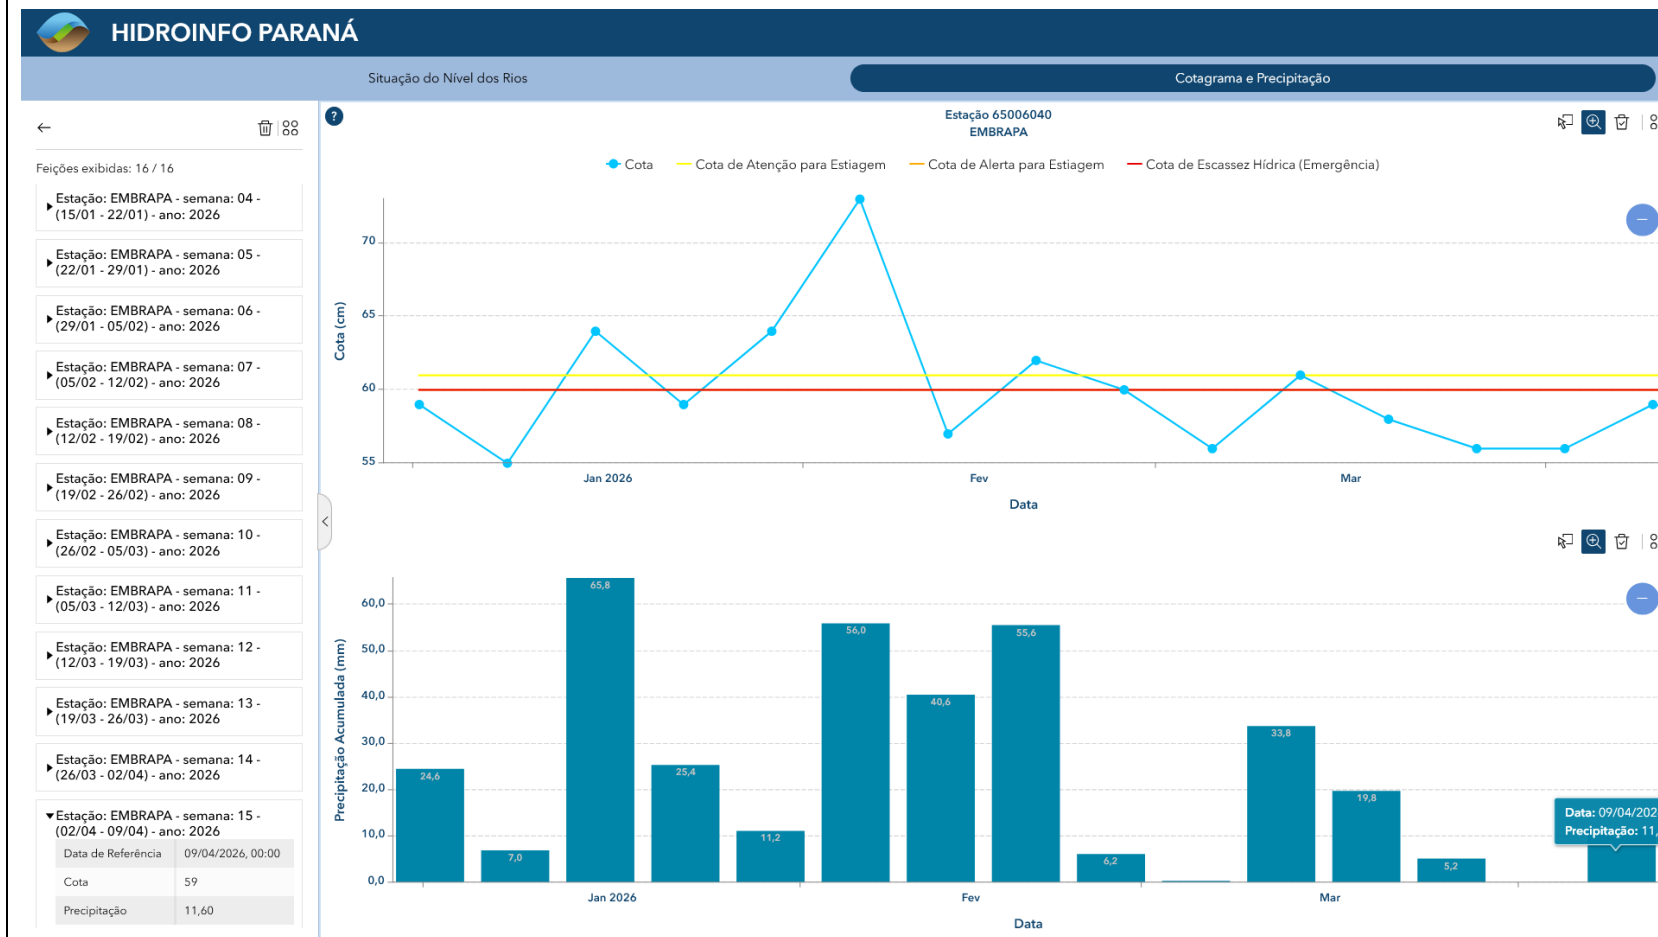 HIDROINFO PARANÁ
Situação do Nível dos Rios
Cotagrama e Precipitação
Feições exibidas: 16 / 16
Estação: EMBRAPA - semana: 04 -
(15/01 - 22/01) - ano: 2026
Estação: EMBRAPA - semana: 05 -
(22/01 - 29/01) - ano: 2026
Estação: EMBRAPA - semana: 06 -
(29/01 - 05/02) - ano: 2026
Estação: EMBRAPA - semana: 07 -
(05/02 - 12/02) - ano: 2026
Estação: EMBRAPA - semana: 08 -
(12/02 - 19/02) - ano: 2026
Estação: EMBRAPA - semana: 09 -
(19/02 - 26/02) - ano: 2026
Estação: EMBRAPA - semana: 10 -
(26/02 - 05/03) - ano: 2026
Estação: EMBRAPA - semana: 11 -
(05/03 - 12/03) - ano: 2026
Estação: EMBRAPA - semana: 12 -
(12/03 - 19/03) - ano: 2026
Estação: EMBRAPA - semana: 13 -
(19/03 - 26/03) - ano: 2026
Estação: EMBRAPA - semana: 14 -
(26/03 - 02/04) - ano: 2026
Estação: EMBRAPA - semana: 15 -
(02/04 - 09/04) - ano: 2026
Data de Referência 09/04/2026, 00:00
Cota 59
Precipitação 11,60
?
Estação 65006040
EMBRAPA
Cota Cota de Atenção para Estiagem Cota de Alerta para Estiagem Cota de Escassez Hídrica (Emergência)
Cota (cm)
70
65
60
55
Jan 2026 Fev Mar
Data
Precipitação Acumulada (mm)
60,0
50,0
40,0
30,0
20,0
10,0
0,0
24,6
7,0
65,8
25,4
11,2
56,0
40,6
55,6
6,2
33,8
19,8
5,2
Data: 09/04/202
Precipitação: 11,
Jan 2026 Fev Mar
Data